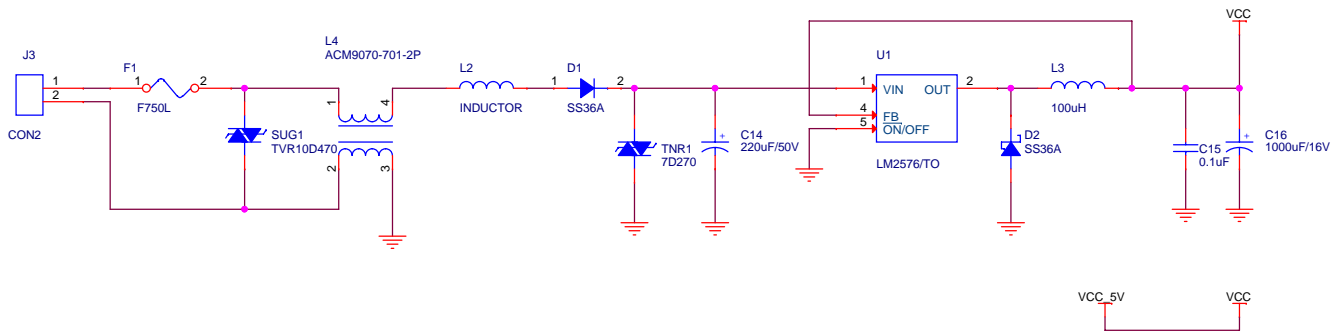 VCC
L4
ACM9070-701-2P
J3
F1
L2
D1
U1
L3
1
2
1
2
1
4
1
2
1
2
CON2
F750L
INDUCTOR
SS36A
VIN
OUT
100uH
4
5
FB
ON/OFF
LM2576/TO
SUG1
TVR10D470
2
3
TNR1
7D270
C14
220uF/50V
+
D2
SS36A
C15
0.1uF
C16
1000uF/16V
+
VCC_5V
VCC